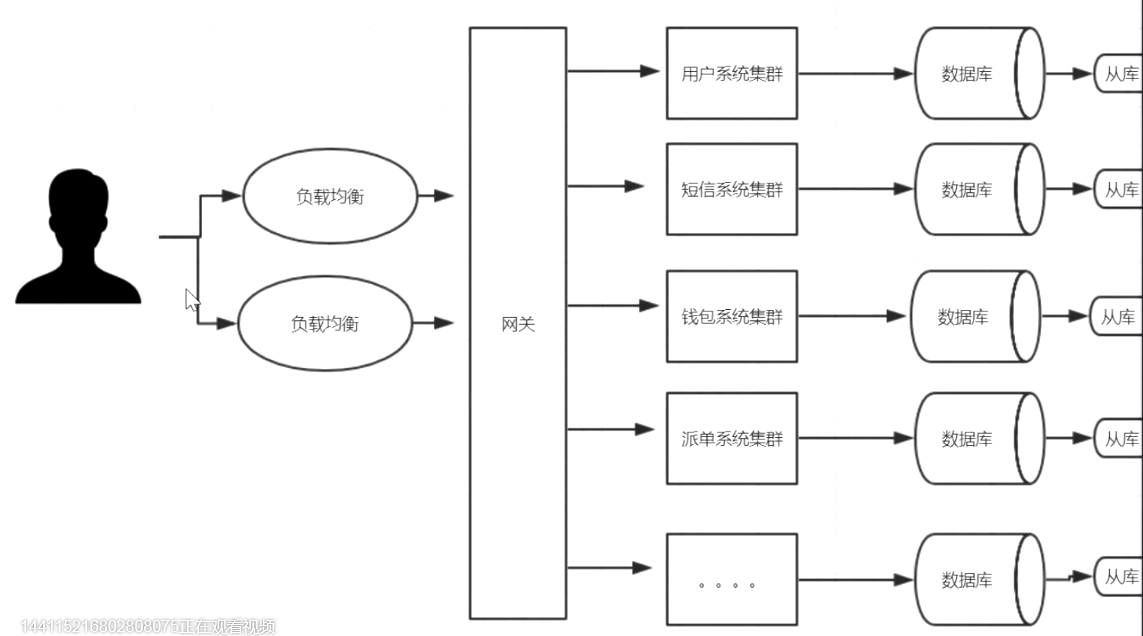 用户系统集群
数据库
从库
短信系统集群
数据库
从库
负载均衡
钱包系统集群
数据库
从库
负载均衡
网关
派单系统集群
数据库
从库
。。。。
数据库
从库
144115216802808075正在观看视频